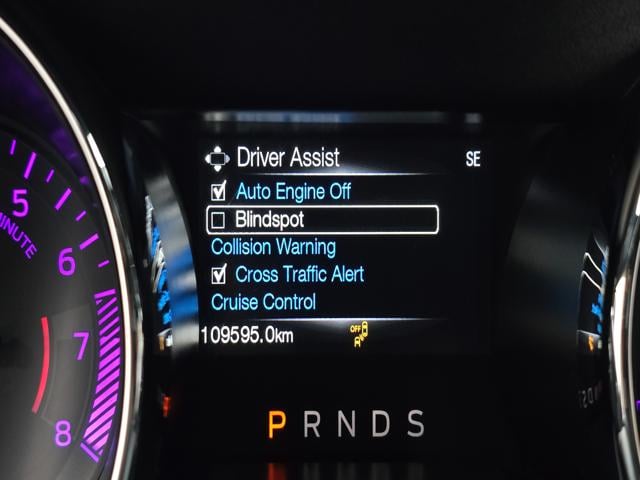 Driver Assist SE
Auto Engine Off
Blindspot
Collision Warning
Cross Traffic Alert
Cruise Control
109595.0km OFF
P R N D S
5
6
7
8